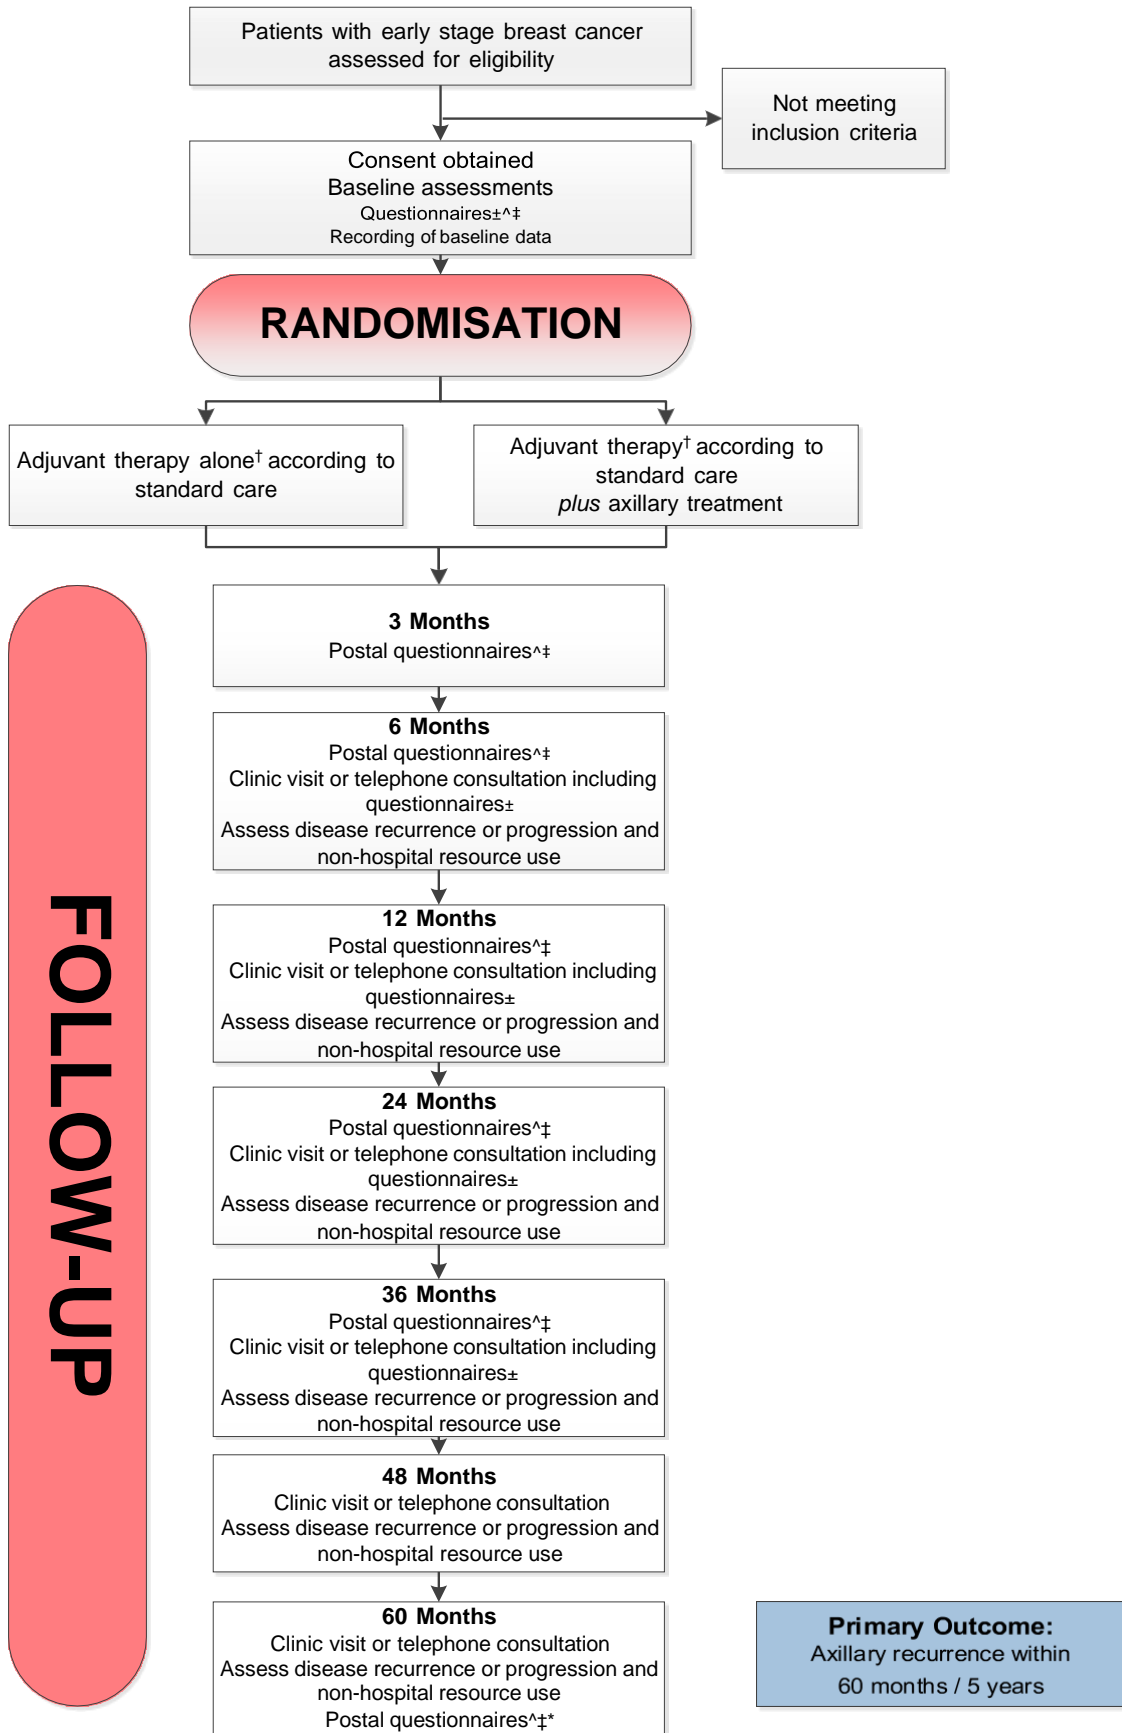 Patients with early stage breast cancer
assessed for eligibility
Not meeting
inclusion criteria
Consent obtained
Baseline assessments
Questionnaires±^‡
Recording of baseline data
RANDOMISATION
Adjuvant therapy alone† according to
standard care
Adjuvant therapy† according to
standard care
plus axillary treatment
FOLLOW-UP
3 Months
Postal questionnaires^‡
6 Months
Postal questionnaires^‡
Clinic visit or telephone consultation including
questionnaires±
Assess disease recurrence or progression and
non-hospital resource use
12 Months
Postal questionnaires^‡
Clinic visit or telephone consultation including
questionnaires±
Assess disease recurrence or progression and
non-hospital resource use
24 Months
Postal questionnaires^‡
Clinic visit or telephone consultation including
questionnaires±
Assess disease recurrence or progression and
non-hospital resource use
36 Months
Postal questionnaires^‡
Clinic visit or telephone consultation including
questionnaires±
Assess disease recurrence or progression and
non-hospital resource use
48 Months
Clinic visit or telephone consultation
Assess disease recurrence or progression and
non-hospital resource use
60 Months
Clinic visit or telephone consultation
Assess disease recurrence or progression and
non-hospital resource use
Postal questionnaires^‡*
Primary Outcome:
Axillary recurrence within
60 months / 5 years